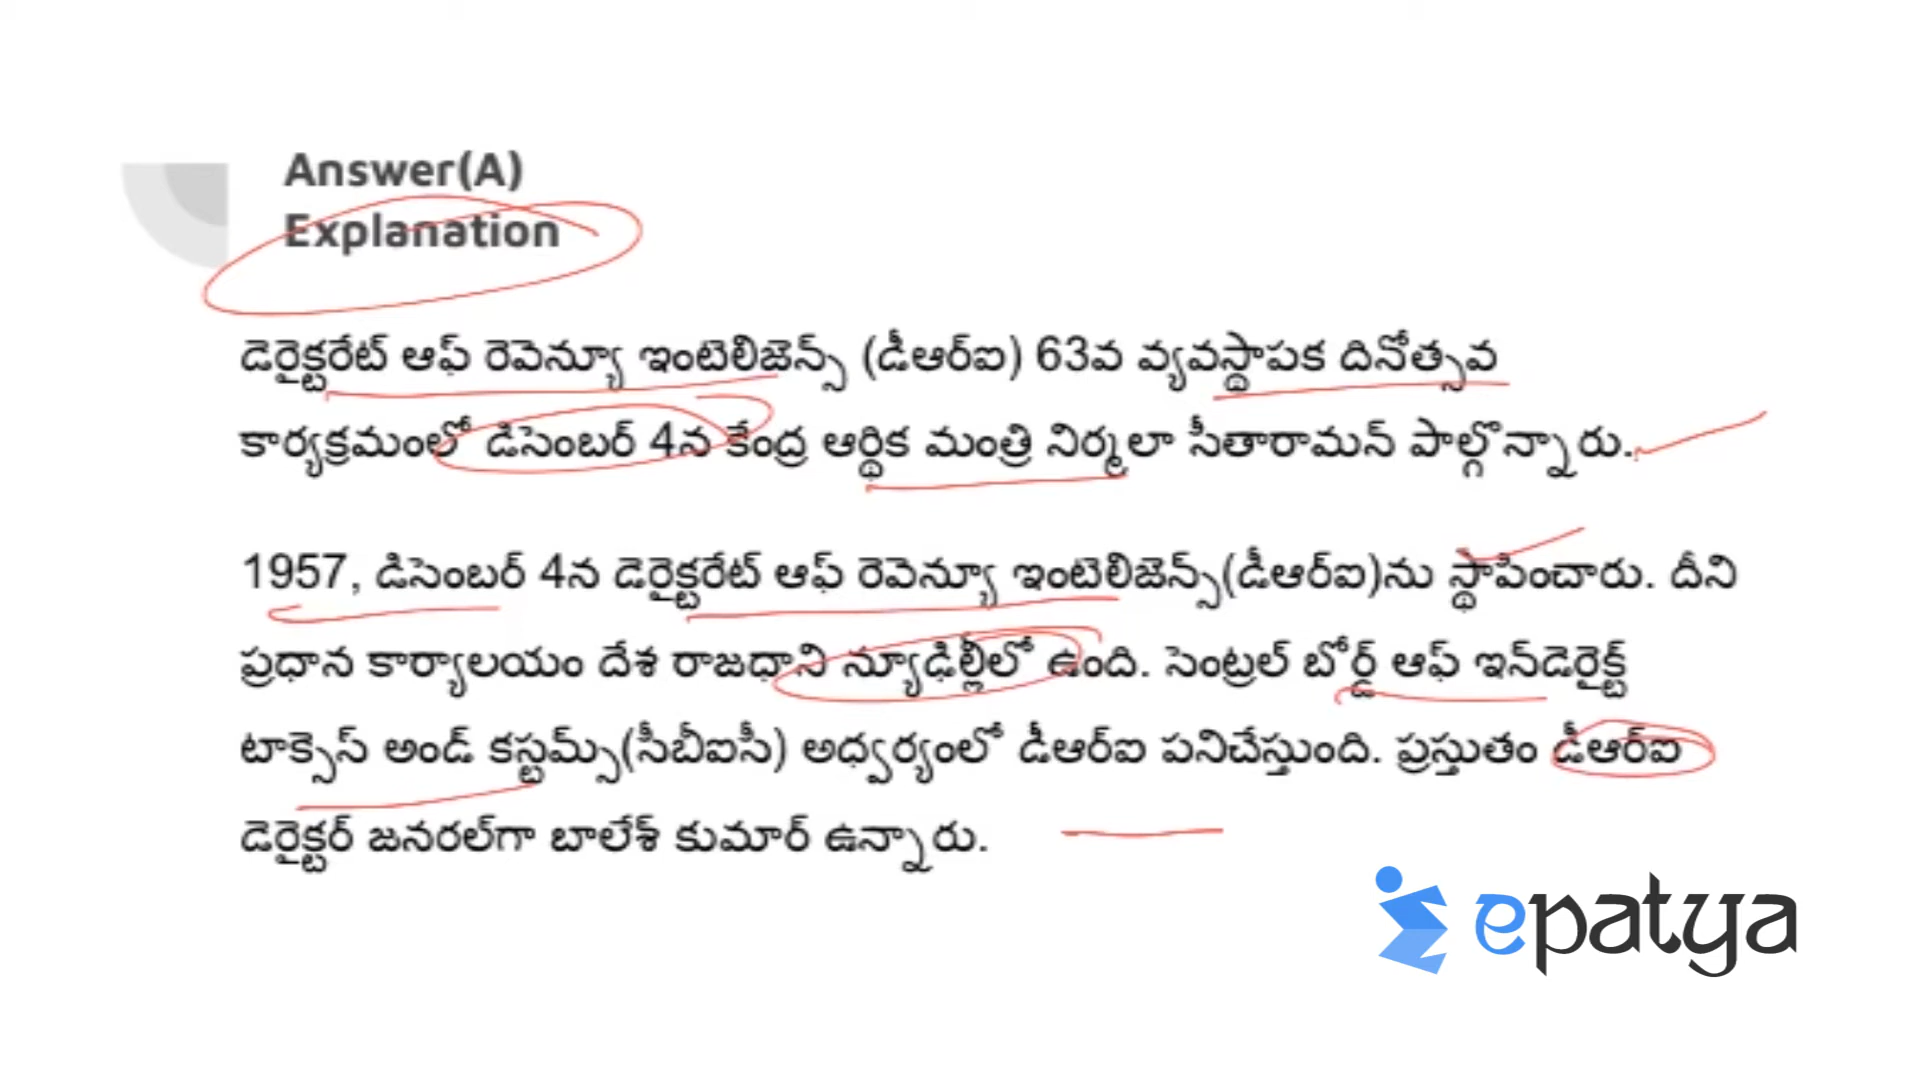 Answer(A)
Explanation
డైరెక్టరేట్ ఆఫ్ రెవెన్యూ ఇంటెలిజెన్స్ (డీఆర్ఐ) 63వ వ్యవస్థాపక దినోత్సవ
కార్యక్రమంలో డిసెంబర్ 4న కేంద్ర ఆర్థిక మంత్రి నిర్మలా సీతారామన్ పాల్గొన్నారు.
1957, డిసెంబర్ 4న డైరెక్టరేట్ ఆఫ్ రెవెన్యూ ఇంటెలిజెన్స్(డీఆర్ఐ)ను స్థాపించారు. దీని
ప్రధాన కార్యాలయం దేశ రాజధాని న్యూఢిల్లీలో ఉంది. సెంట్రల్ బోర్డ్ ఆఫ్ ఇన్‌డైరెక్ట్
టాక్సెస్ అండ్ కస్టమ్స్(సీబీఐసీ) అధ్వర్యంలో డీఆర్ఐ పనిచేస్తుంది. ప్రస్తుతం డీఆర్ఐ
డైరెక్టర్ జనరల్‌గా బాలేశ్ కుమార్ ఉన్నారు.
epatya